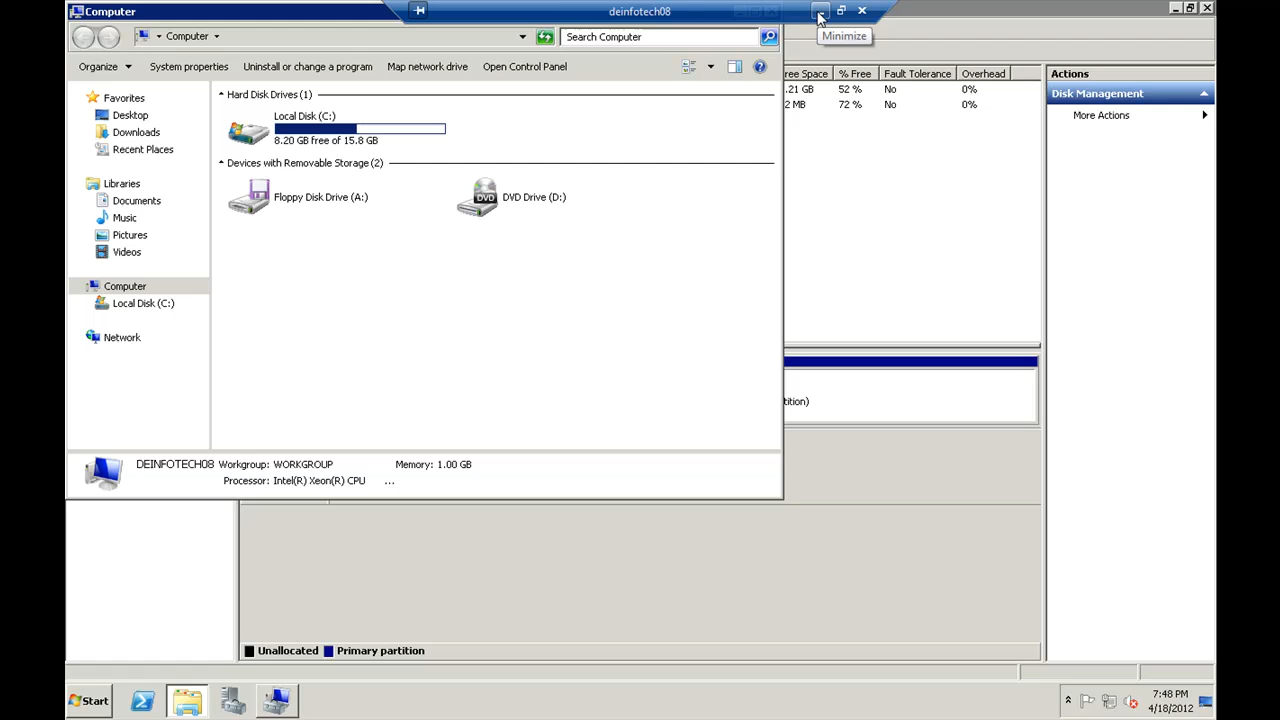 Computer
deinfotech08
Minimize
Computer
Search Computer
Organize
System properties
Uninstall or change a program
Map network drive
Open Control Panel
Favorites
Desktop
Downloads
Recent Places
Libraries
Documents
Music
Pictures
Videos
Computer
Local Disk (C:)
Network
Hard Disk Drives (1)
Local Disk (C:)
8.20 GB free of 15.8 GB
Devices with Removable Storage (2)
Floppy Disk Drive (A:)
DVD
DVD Drive (D:)
DEINFOTECH08 Workgroup: WORKGROUP Memory: 1.00 GB
Processor: Intel(R) Xeon(R) CPU ...
ree Space % Free Fault Tolerance Overhead
.21 GB 52 % No 0%
2 MB 72 % No 0%
tition)
Actions
Disk Management
More Actions
Unallocated Primary partition
Start
7:48 PM
4/18/2012